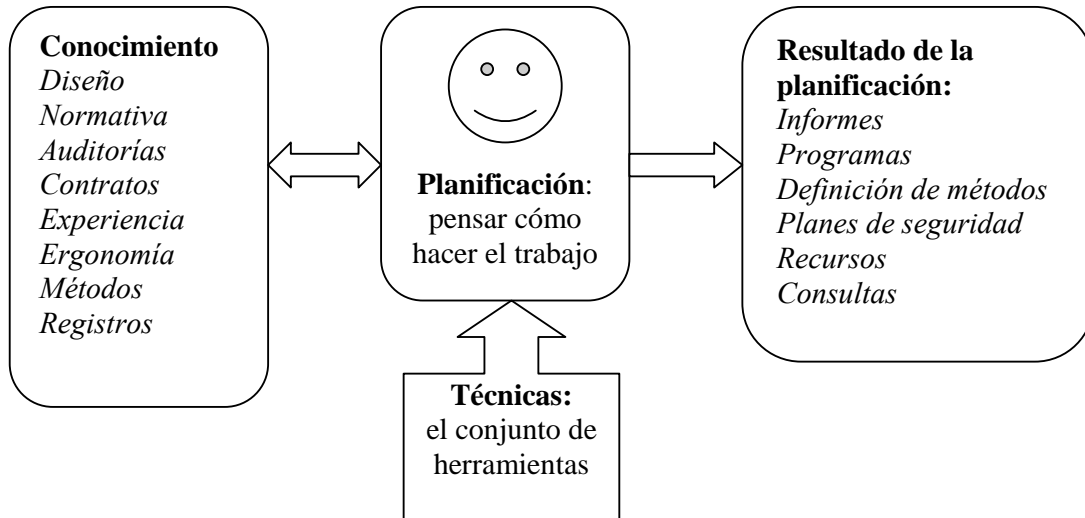 Conocimiento
Diseño
Normativa
Auditorías
Contratos
Experiencia
Ergonomía
Métodos
Registros
Planificación:
pensar cómo
hacer el trabajo
Técnicas:
el conjunto de
herramientas
Resultado de la
planificación:
Informes
Programas
Definición de métodos
Planes de seguridad
Recursos
Consultas